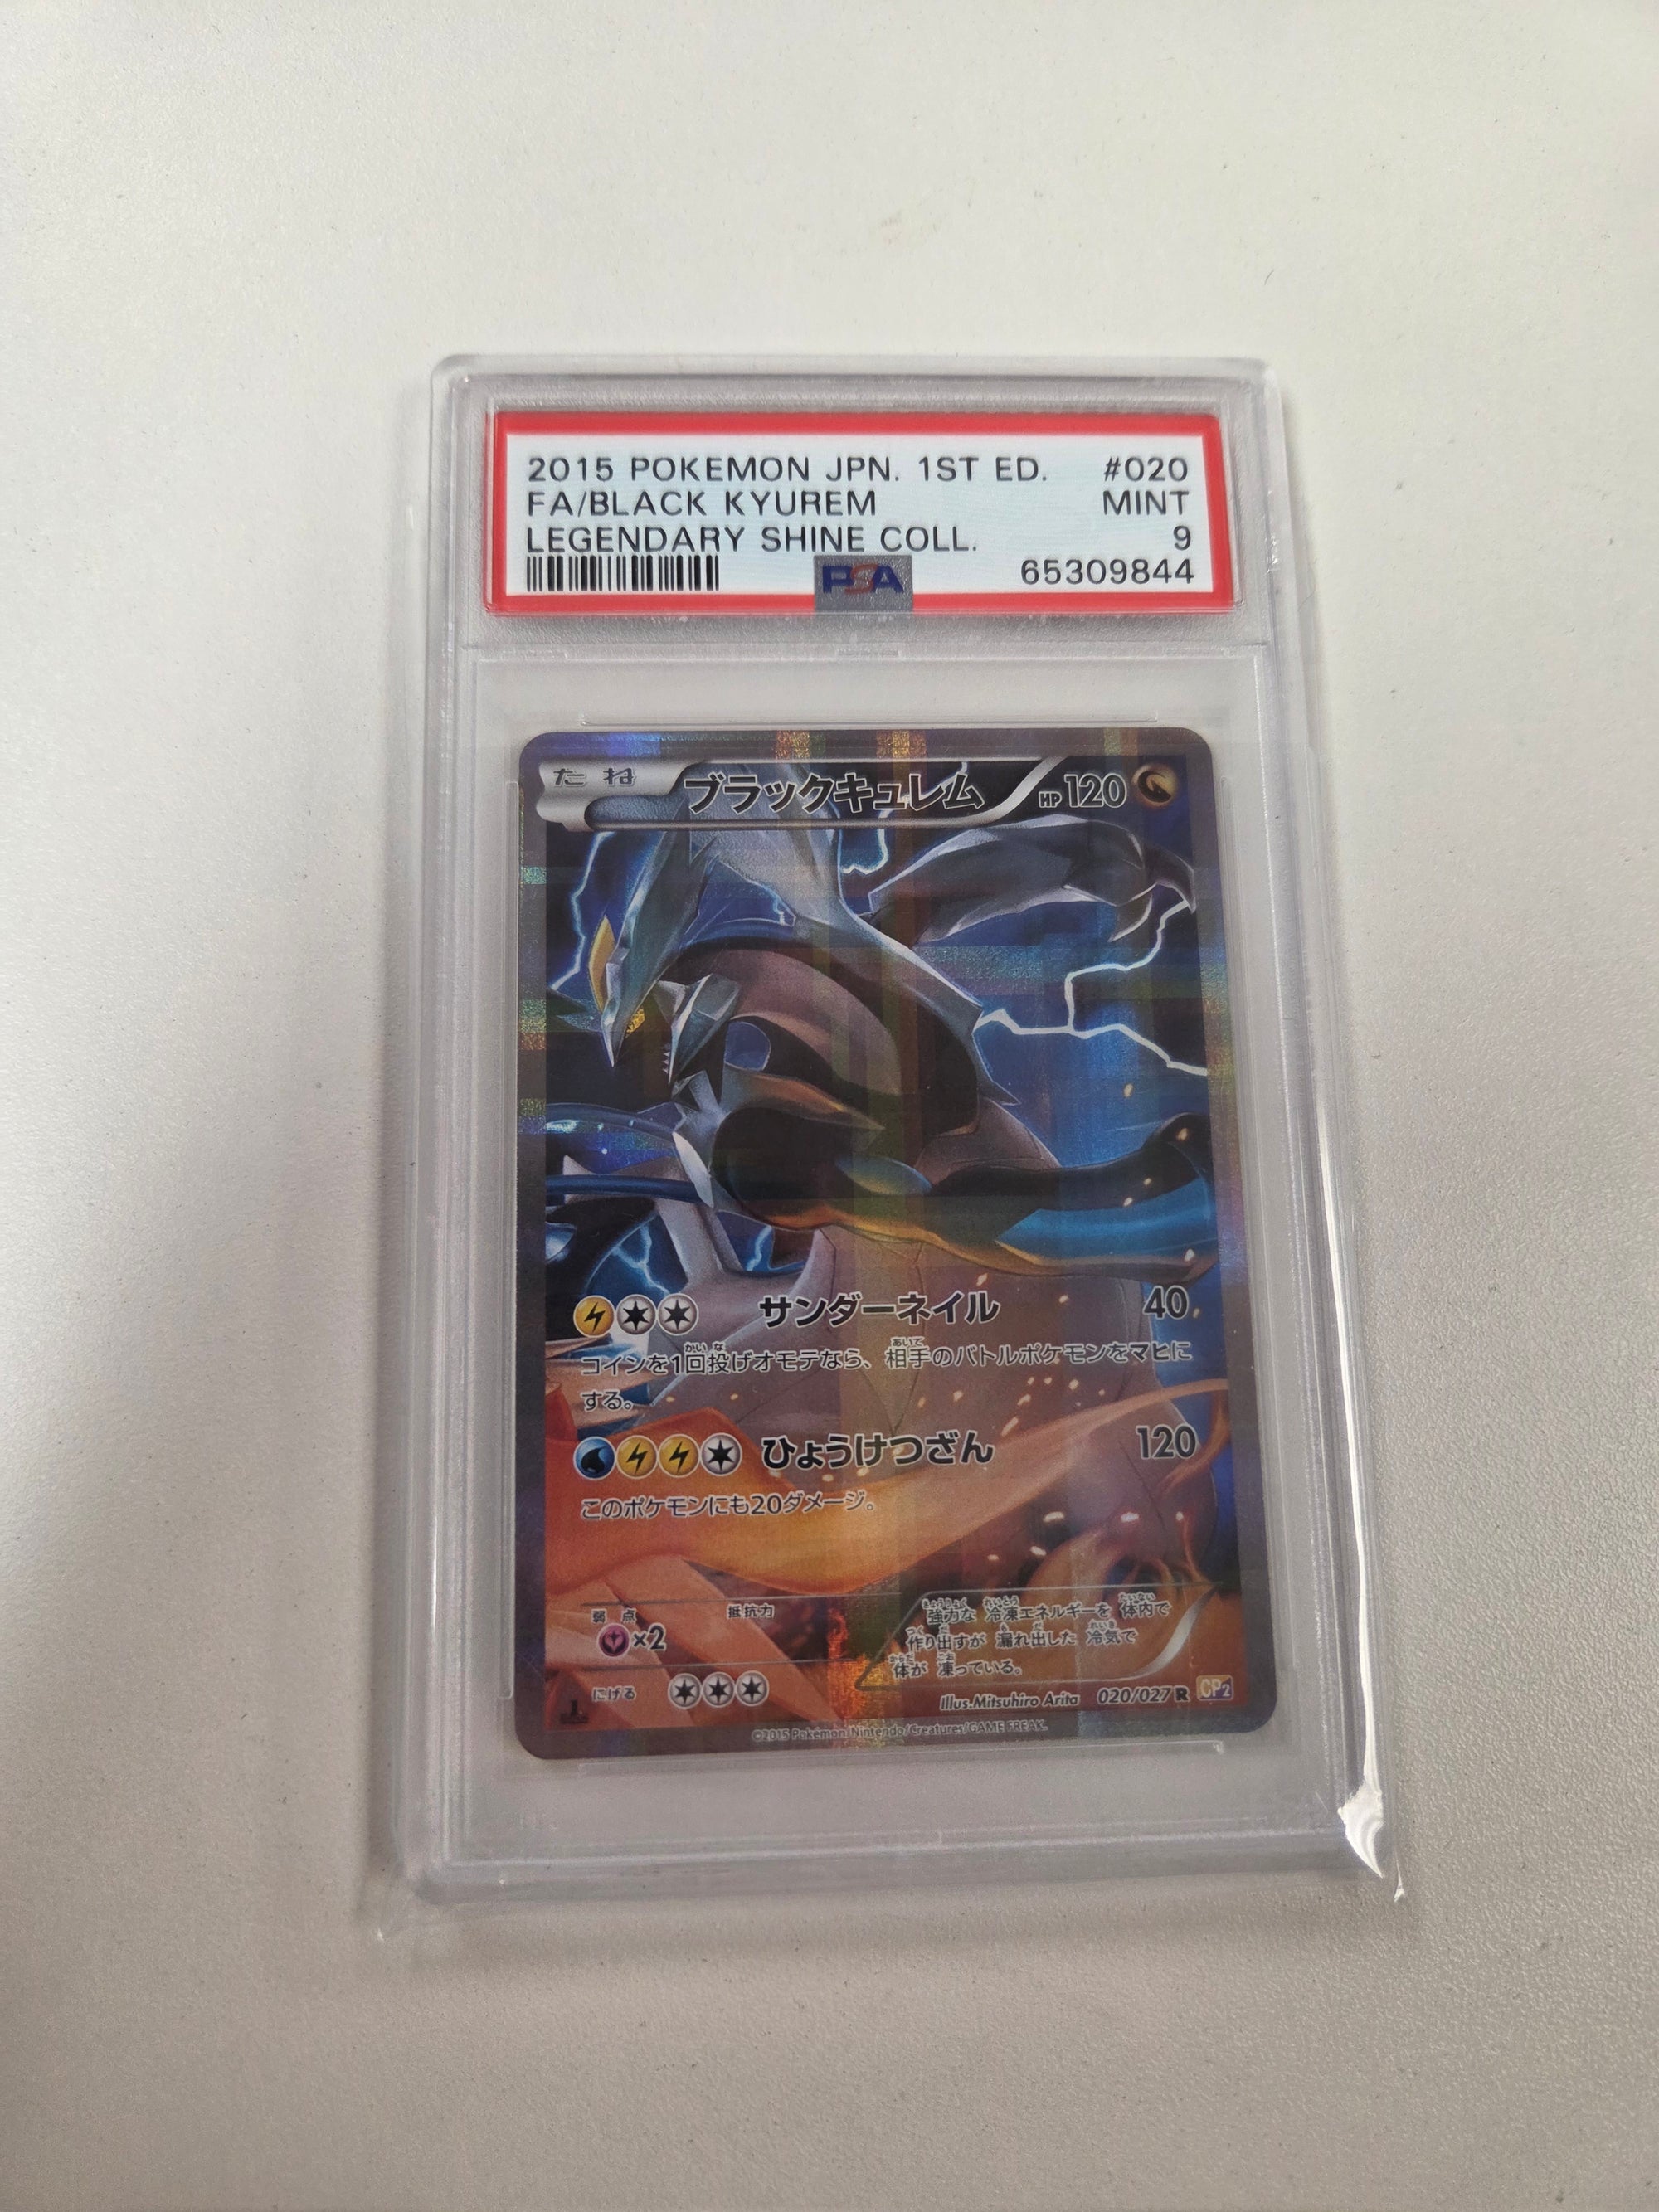 2015 POKEMON JPN. 1ST ED. #020
FA/BLACK KYUREM MINT
LEGENDARY SHINE COLL. 9
PSA 65309844
たね ブラックキュレム HP120
サンダーネイル 40
コインを1回投げオモテなら、相手のバトルポケモンをマヒに
する。
ひょうけつざん 120
このポケモンにも20ダメージ。
弱点 抵抗力
×2
強力な 冷凍エネルギーを 体内で
作り出すが 漏れ出した 冷気で
体が 凍っている。
にげる
Illus.Mitsuhiro Arita 020/027 R CP2
©2015 Pokémon/Nintendo/Creatures/GAME FREAK.